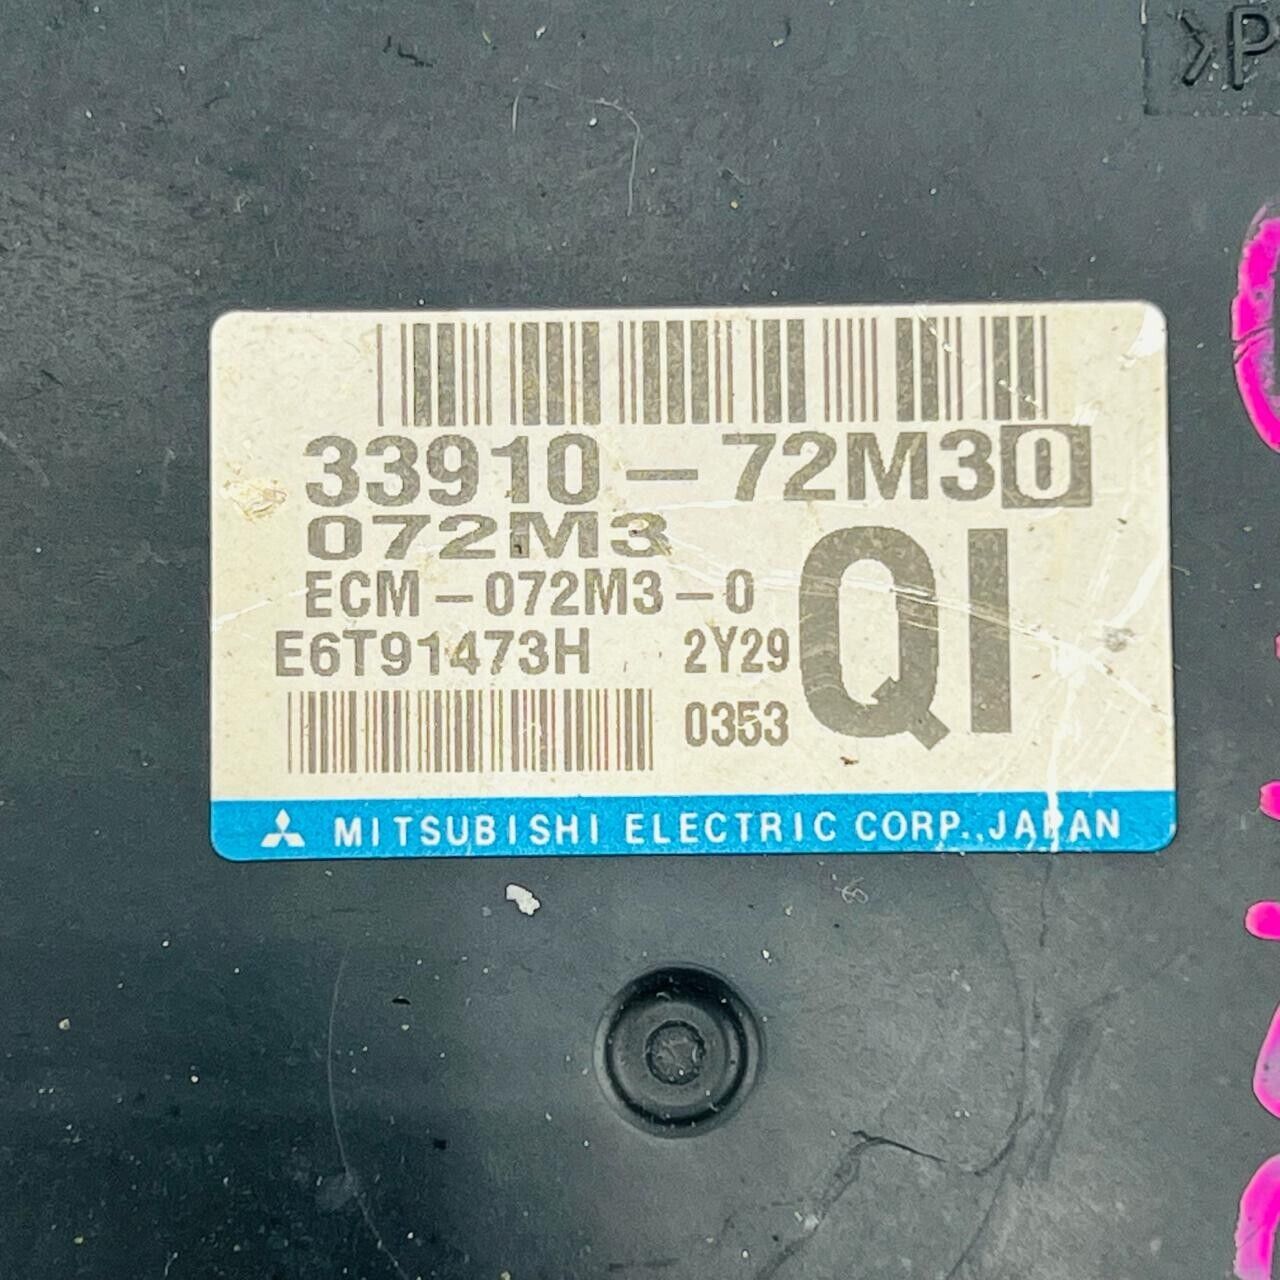 >P
33910-72M30
072M3
ECM-072M3-0
E6T91473H 2Y29
0353
QI
MITSUBISHI ELECTRIC CORP., JAPAN